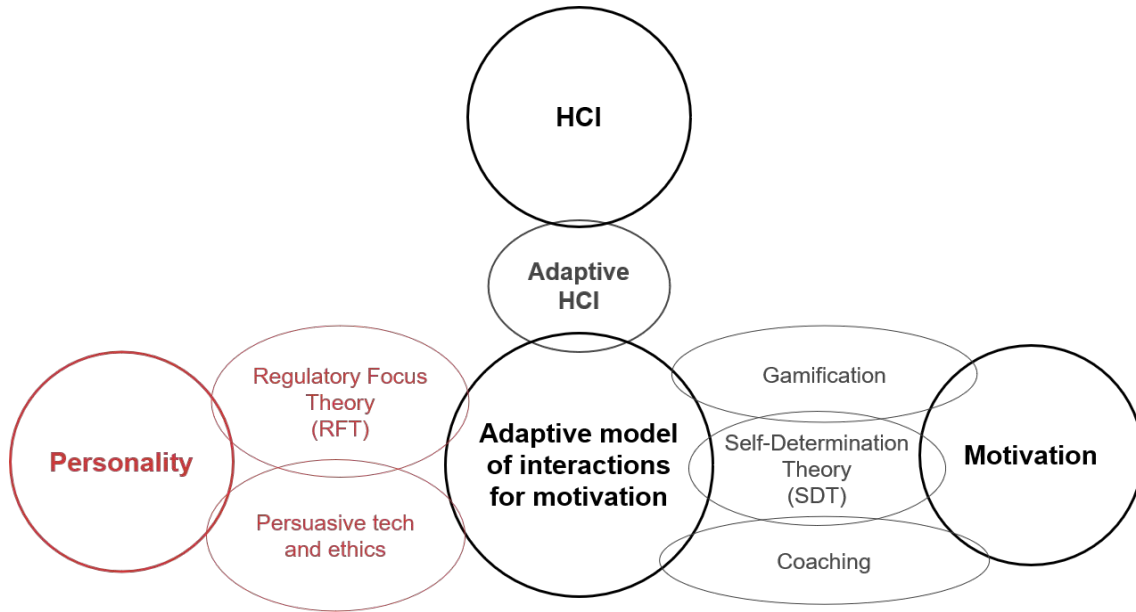 HCI
Adaptive
HCI
Regulatory Focus
Theory
(RFT)
Personality
Persuasive tech
and ethics
Adaptive model
of interactions
for motivation
Gamification
Self-Determination
Theory
(SDT)
Coaching
Motivation